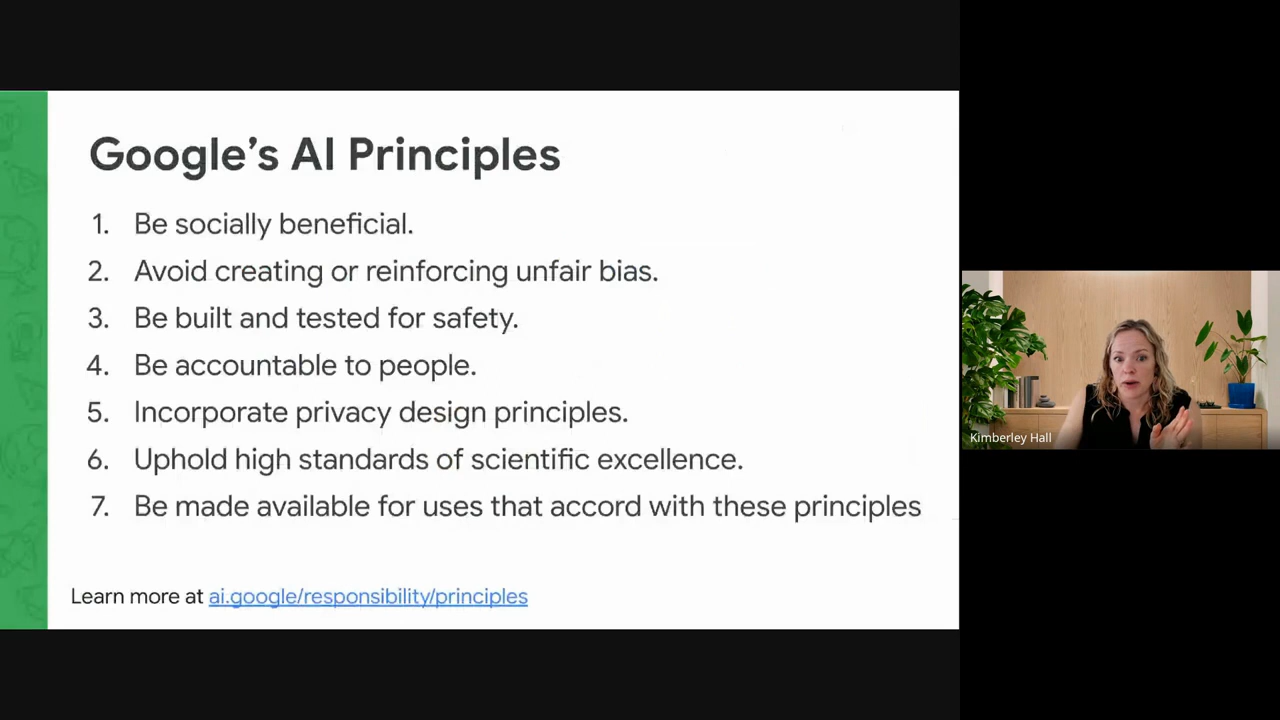 Google’s AI Principles
1. Be socially beneficial.
2. Avoid creating or reinforcing unfair bias.
3. Be built and tested for safety.
4. Be accountable to people.
5. Incorporate privacy design principles.
6. Uphold high standards of scientific excellence.
7. Be made available for uses that accord with these principles
Learn more at ai.google/responsibility/principles
Kimberley Hall